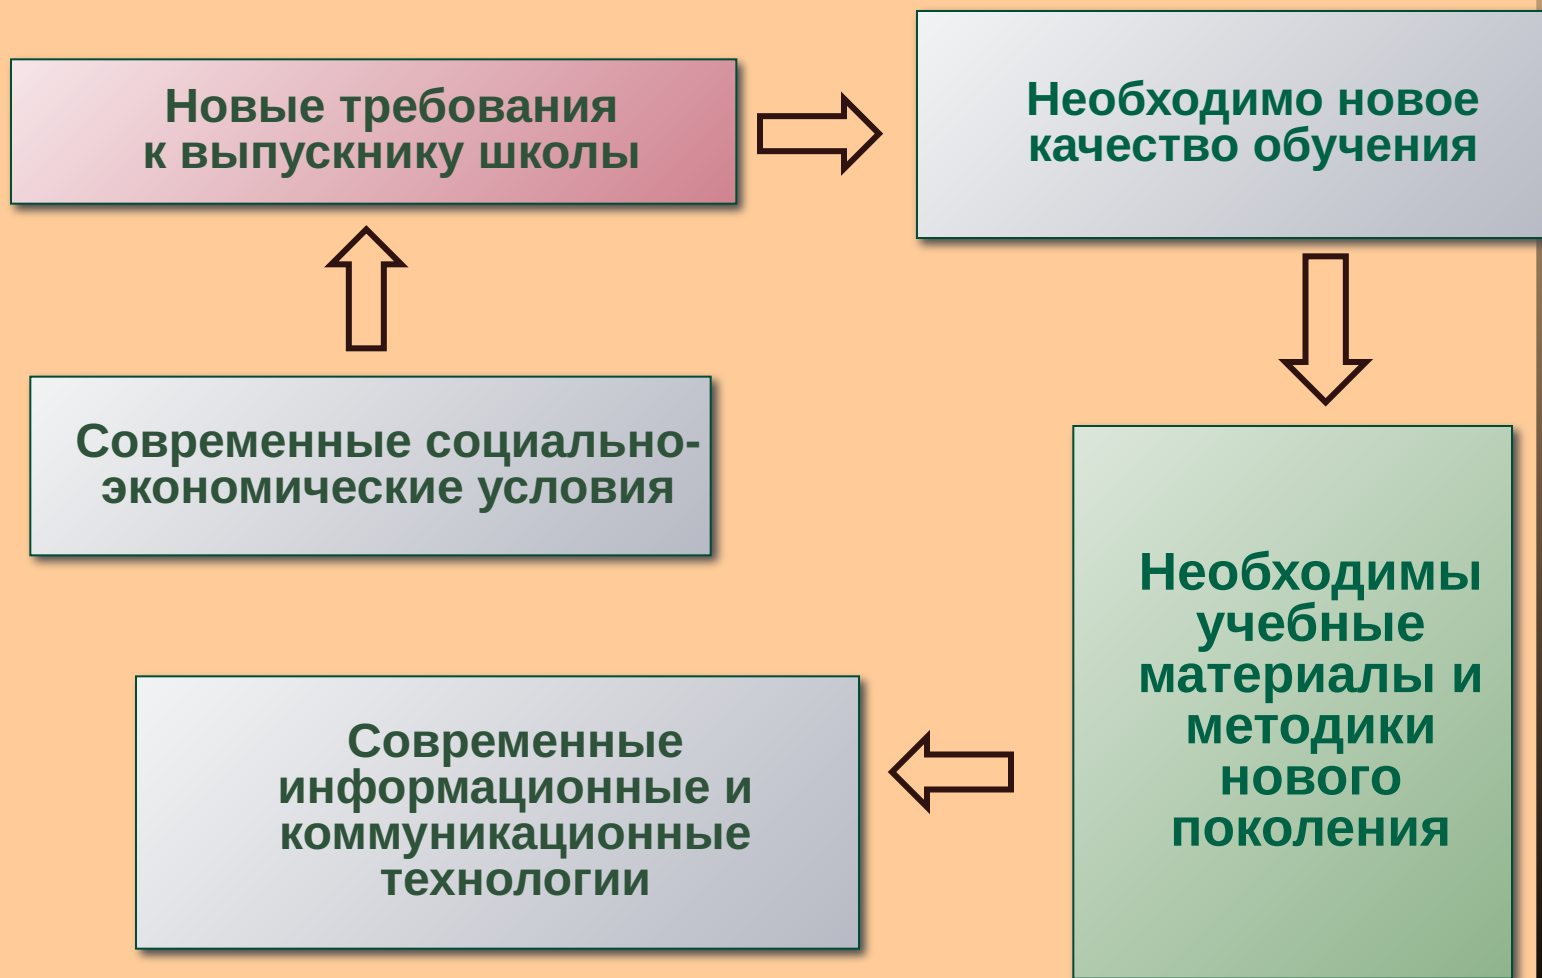 Новые требования
к выпускнику школы
Необходимо новое
качество обучения
Современные социально-
экономические условия
Необходимы
учебные
материалы и
методики
нового
поколения
Современные
информационные и
коммуникационные
технологии